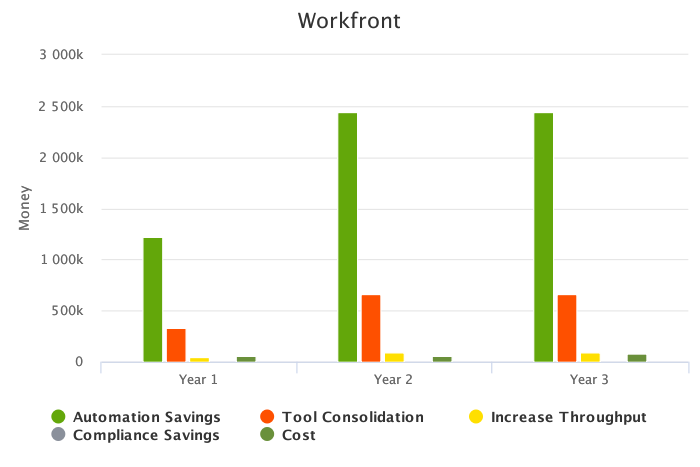 Workfront
3 000k
2 500k
2 000k
1 500k
1 000k
500k
0
Money
Year 1 Year 2 Year 3
Automation Savings Tool Consolidation Increase Throughput
Compliance Savings Cost